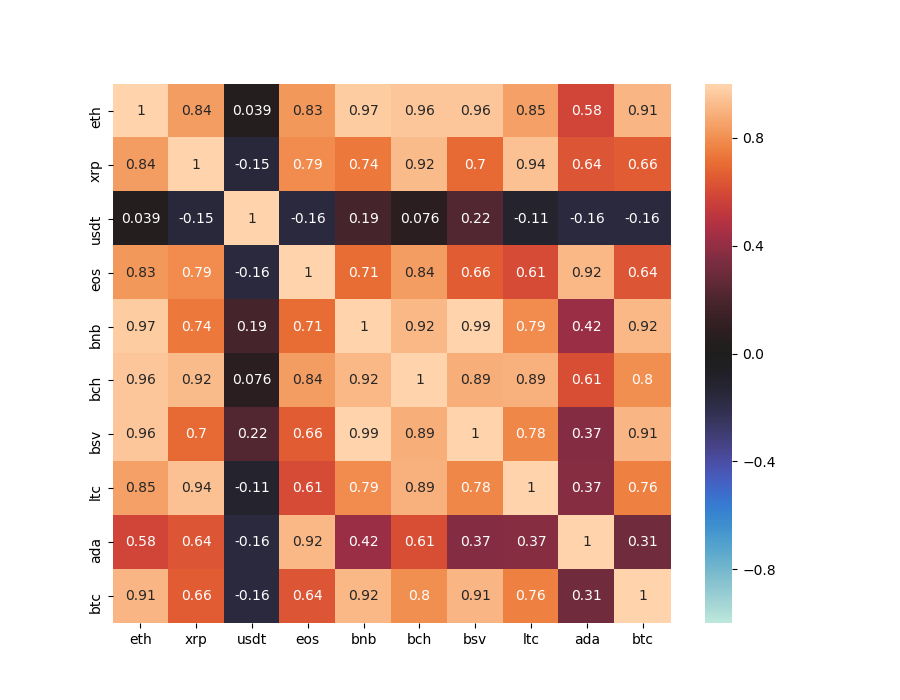 eth 1 0.84 0.039 0.83 0.97 0.96 0.96 0.85 0.58 0.91
xrp 0.84 1 -0.15 0.79 0.74 0.92 0.7 0.94 0.64 0.66
usdt 0.039 -0.15 1 -0.16 0.19 0.076 0.22 -0.11 -0.16 -0.16
eos 0.83 0.79 -0.16 1 0.71 0.84 0.66 0.61 0.92 0.64
bnb 0.97 0.74 0.19 0.71 1 0.92 0.99 0.79 0.42 0.92
bch 0.96 0.92 0.076 0.84 0.92 1 0.89 0.89 0.61 0.8
bsv 0.96 0.7 0.22 0.66 0.99 0.89 1 0.78 0.37 0.91
ltc 0.85 0.94 -0.11 0.61 0.79 0.89 0.78 1 0.37 0.76
ada 0.58 0.64 -0.16 0.92 0.42 0.61 0.37 0.37 1 0.31
btc 0.91 0.66 -0.16 0.64 0.92 0.8 0.91 0.76 0.31 1
eth xrp usdt eos bnb bch bsv ltc ada btc
0.8
0.4
0.0
−0.4
−0.8